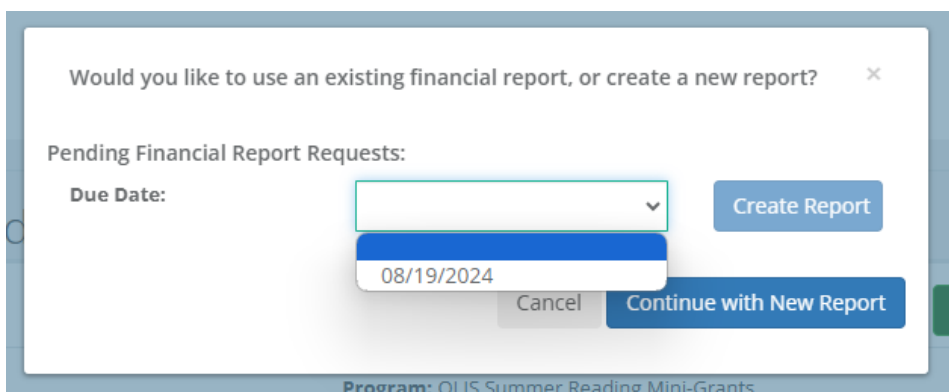 Would you like to use an existing financial report, or create a new report? ×
Pending Financial Report Requests:
Due Date:
Create Report
08/19/2024
Cancel
Continue with New Report
Program: OLIS Summer Reading Mini-Grants